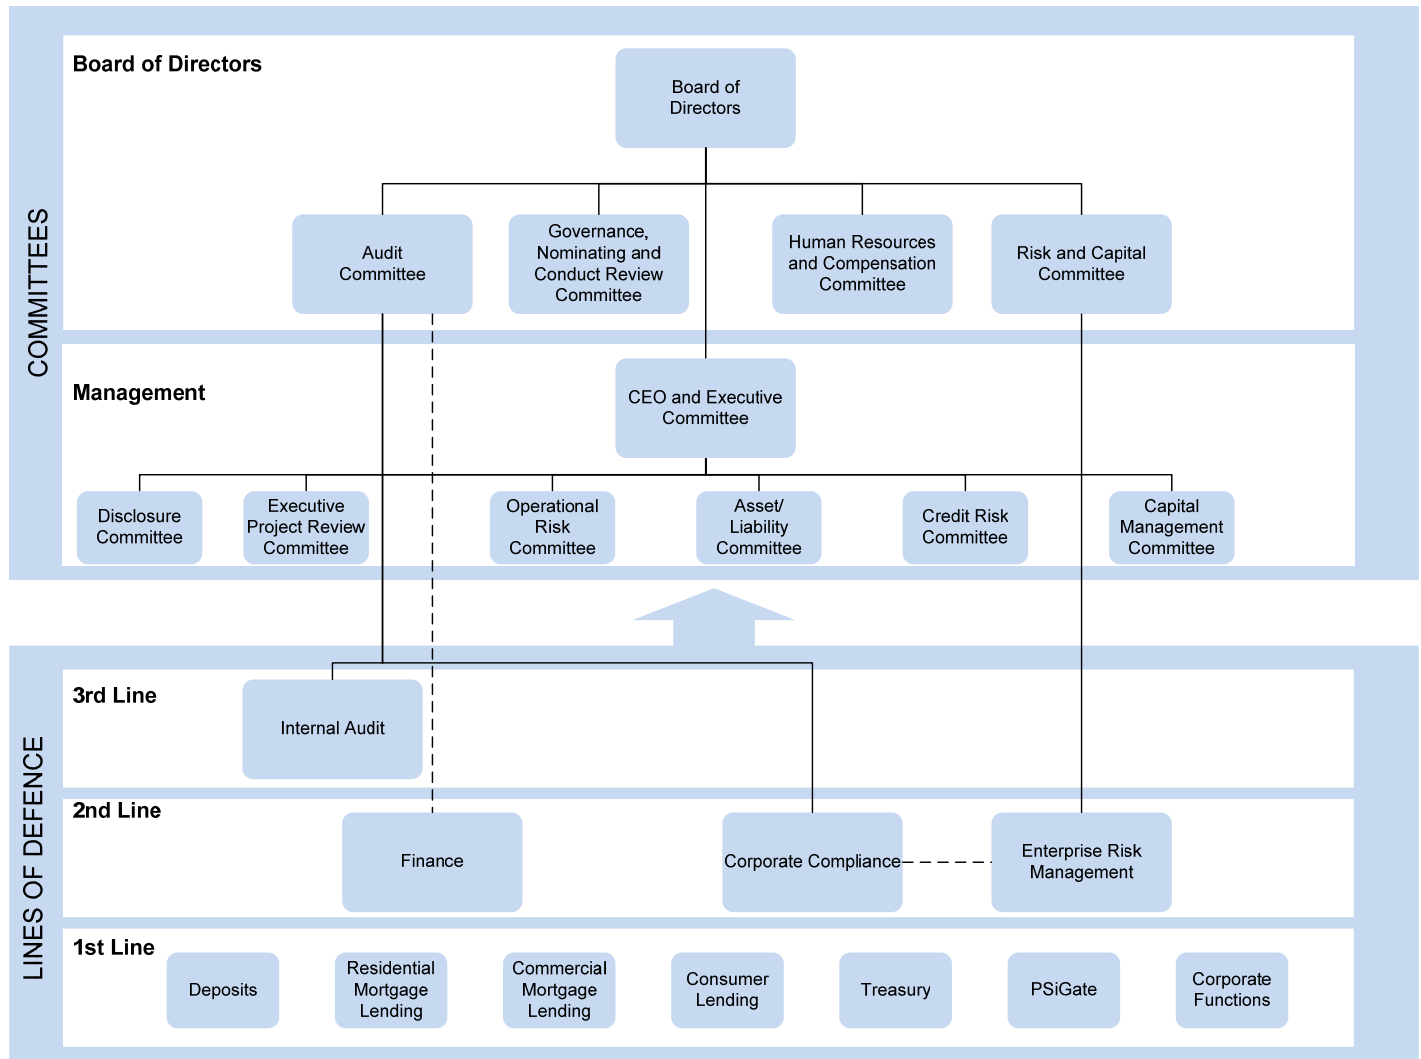 COMMITTEES
Board of Directors
Board of
Directors
Audit
Committee
Governance,
Nominating and
Conduct Review
Committee
Human Resources
and Compensation
Committee
Risk and Capital
Committee
Management
CEO and Executive
Committee
Disclosure
Committee
Executive
Project Review
Committee
Operational
Risk
Committee
Asset/
Liability
Committee
Credit Risk
Committee
Capital
Management
Committee
LINES OF DEFENCE
3rd Line
Internal Audit
2nd Line
Finance
Corporate Compliance
Enterprise Risk
Management
1st Line
Deposits
Residential
Mortgage
Lending
Commercial
Mortgage
Lending
Consumer
Lending
Treasury
PSiGate
Corporate
Functions